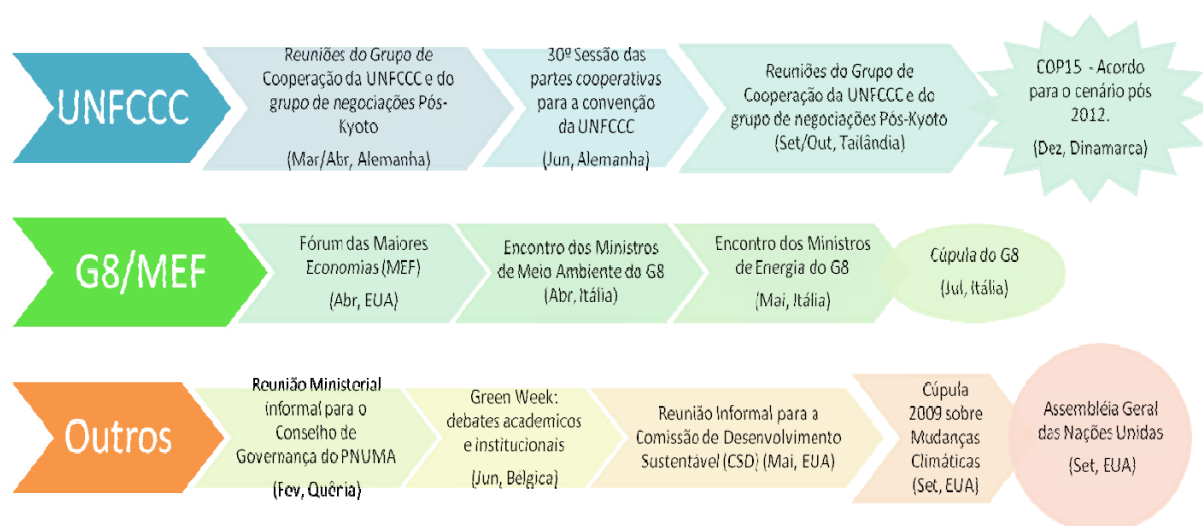 UNFCCC
Reuniões do Grupo de
Cooperação da UNFCCC e do
grupo de negociações Pós-
Kyoto
(Mar/Abr, Alemanha)
30º Sessão das
partes cooperativas
para a convenção
da UNFCCC
(Jun, Alemanha)
Reuniões do Grupo de
Cooperação da UNFCCC e do
grupo de negociações Pós-Kyoto
(Set/Out, Tailândia)
COP15 - Acordo
para o cenário pós
2012.
(Dez, Dinamarca)
G8/MEF
Fórum das Maiores
Economias (MEF)
(Abr, EUA)
Encontro dos Ministros
de Meio Ambiente do G8
(Abr, Itália)
Encontro dos Ministros
de Energia do G8
(Mai, Itália)
Cúpula do G8
(Jul, Itália)
Outros
Reunião Ministerial
informal para o
Conselho de
Governança do PNUMA
(Fev, Quênia)
Green Week:
debates academicos
e institucionais
(Jun, Bélgica)
Reunião Informal para a
Comissão de Desenvolvimento
Sustentável (CSD) (Mai, EUA)
Cúpula
2009 sobre
Mudanças
Climáticas
(Set, EUA)
Assembléia Geral
das Nações Unidas
(Set, EUA)